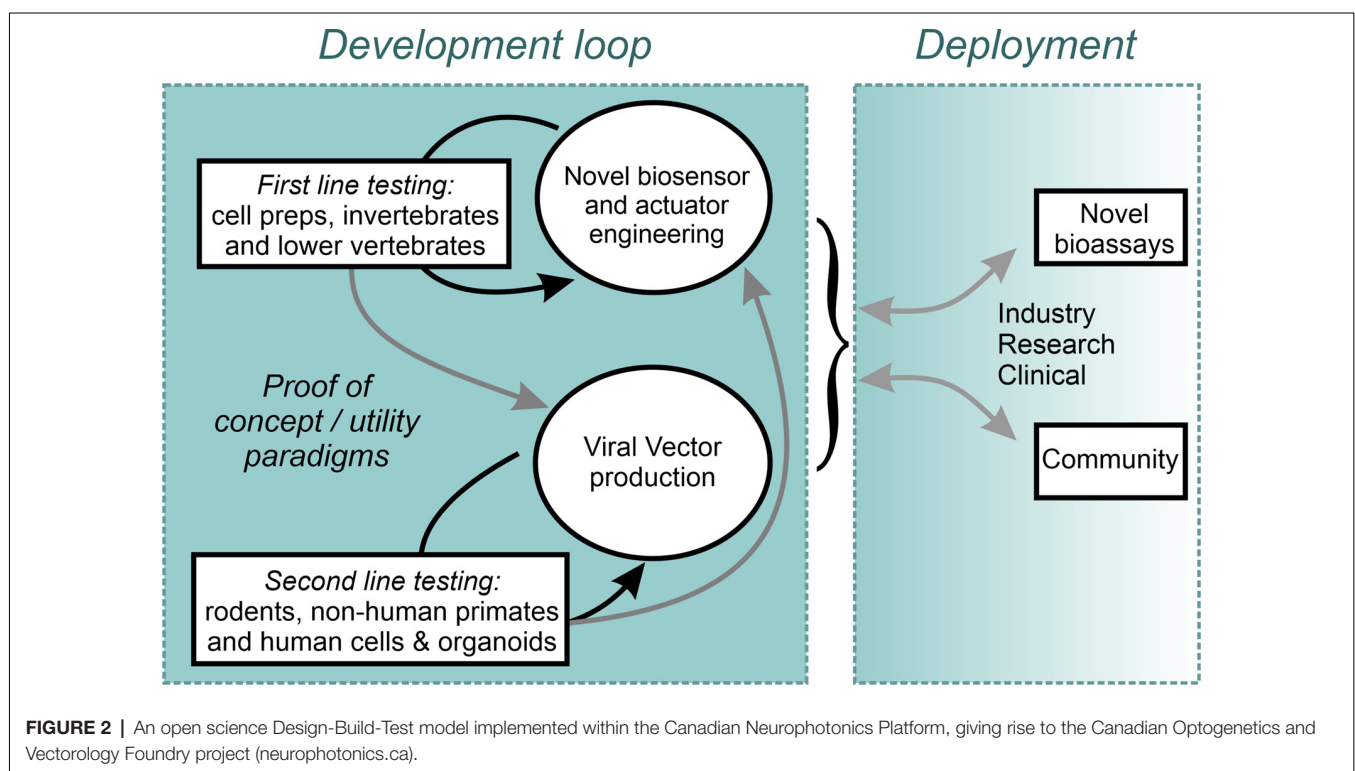 Development loop
Deployment
First line testing:
cell preps, invertebrates
and lower vertebrates
Novel biosensor
and actuator
engineering
Proof of
concept / utility
paradigms
Viral Vector
production
Second line testing:
rodents, non-human primates
and human cells & organoids
Novel
bioassays
Industry
Research
Clinical
Community
FIGURE 2 | An open science Design-Build-Test model implemented within the Canadian Neurophotonics Platform, giving rise to the Canadian Optogenetics and
Vectorology Foundry project (neurophotonics.ca).